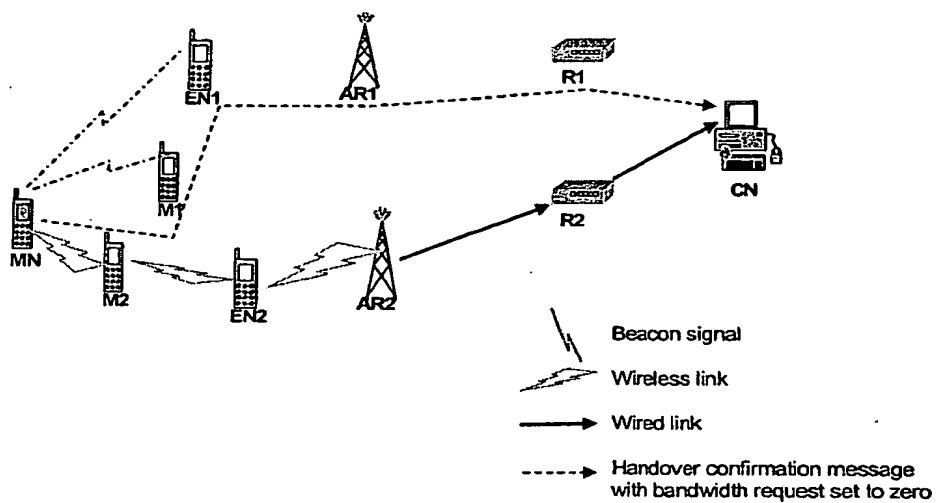 EN1
AR1
R1
M1
CN
MN
M2
EN2
AR2
R2
Beacon signal
Wireless link
Wired link
Handover confirmation message
with bandwidth request set to zero